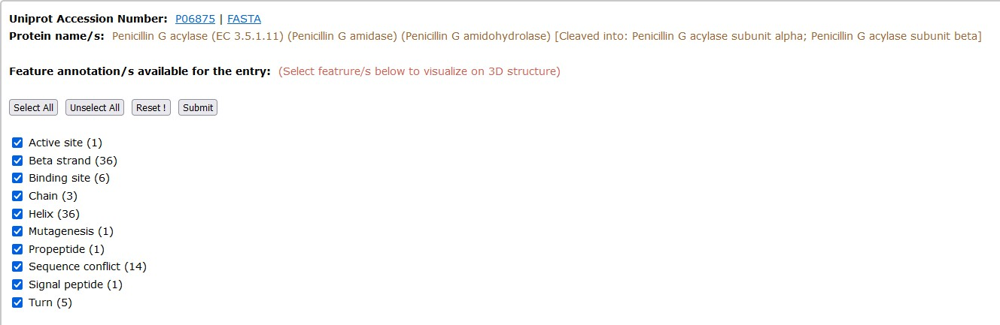 Uniprot Accession Number: P06875 | FASTA
Protein name/s: Penicillin G acylase (EC 3.5.1.11) (Penicillin G amidase) (Penicillin G amidohydrolase) [Cleaved into: Penicillin G acylase subunit alpha; Penicillin G acylase subunit beta]
Feature annotation/s available for the entry: (Select featrure/s below to visualize on 3D structure)
Select All Unselect All Reset ! Submit
Active site (1)
Beta strand (36)
Binding site (6)
Chain (3)
Helix (36)
Mutagenesis (1)
Propeptide (1)
Sequence conflict (14)
Signal peptide (1)
Turn (5)